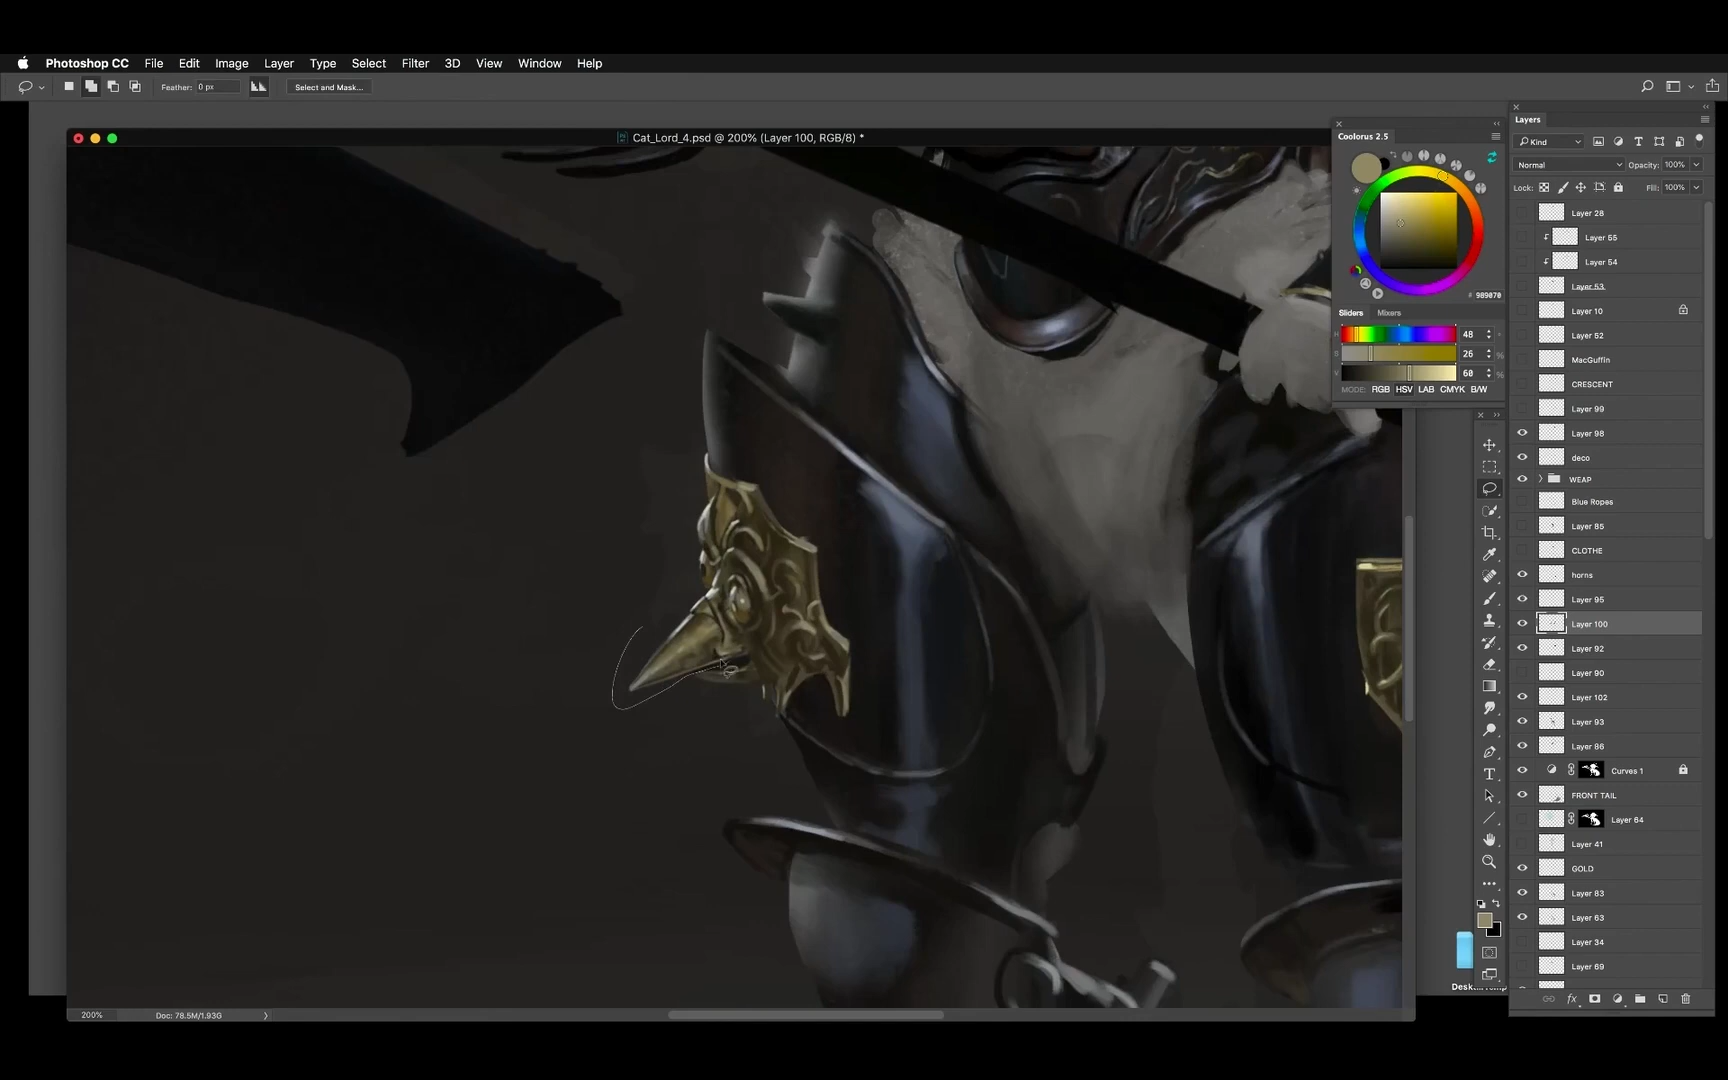 Photoshop CC File Edit Image Layer Type Select Filter 3D View Window Help
Feather: 0 px Select and Mask...
Cat_Lord_4.psd @ 200% (Layer 100, RGB/8) *
Coolorus 2.5
# 989070
Sliders Mixers
H 48 °
S 26 %
V 60 %
MODE: RGB HSV LAB CMYK B/W
Layers
Kind
Normal Opacity: 100%
Lock: Fill: 100%
Layer 28
Layer 55
Layer 54
Layer 53
Layer 10
Layer 52
MacGuffin
CRESCENT
Layer 99
Layer 98
deco
WEAP
Blue Ropes
Layer 85
CLOTHE
horns
Layer 95
Layer 100
Layer 92
Layer 90
Layer 102
Layer 93
Layer 86
Curves 1
FRONT TAIL
Layer 64
Layer 41
GOLD
Layer 83
Layer 63
Layer 34
Layer 69
200% Doc: 78.5M/1.93G